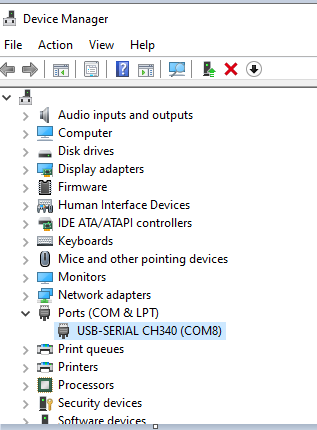 Device Manager
File Action View Help
Audio inputs and outputs
Computer
Disk drives
Display adapters
Firmware
Human Interface Devices
IDE ATA/ATAPI controllers
Keyboards
Mice and other pointing devices
Monitors
Network adapters
Ports (COM & LPT)
USB-SERIAL CH340 (COM8)
Print queues
Printers
Processors
Security devices
Software devices